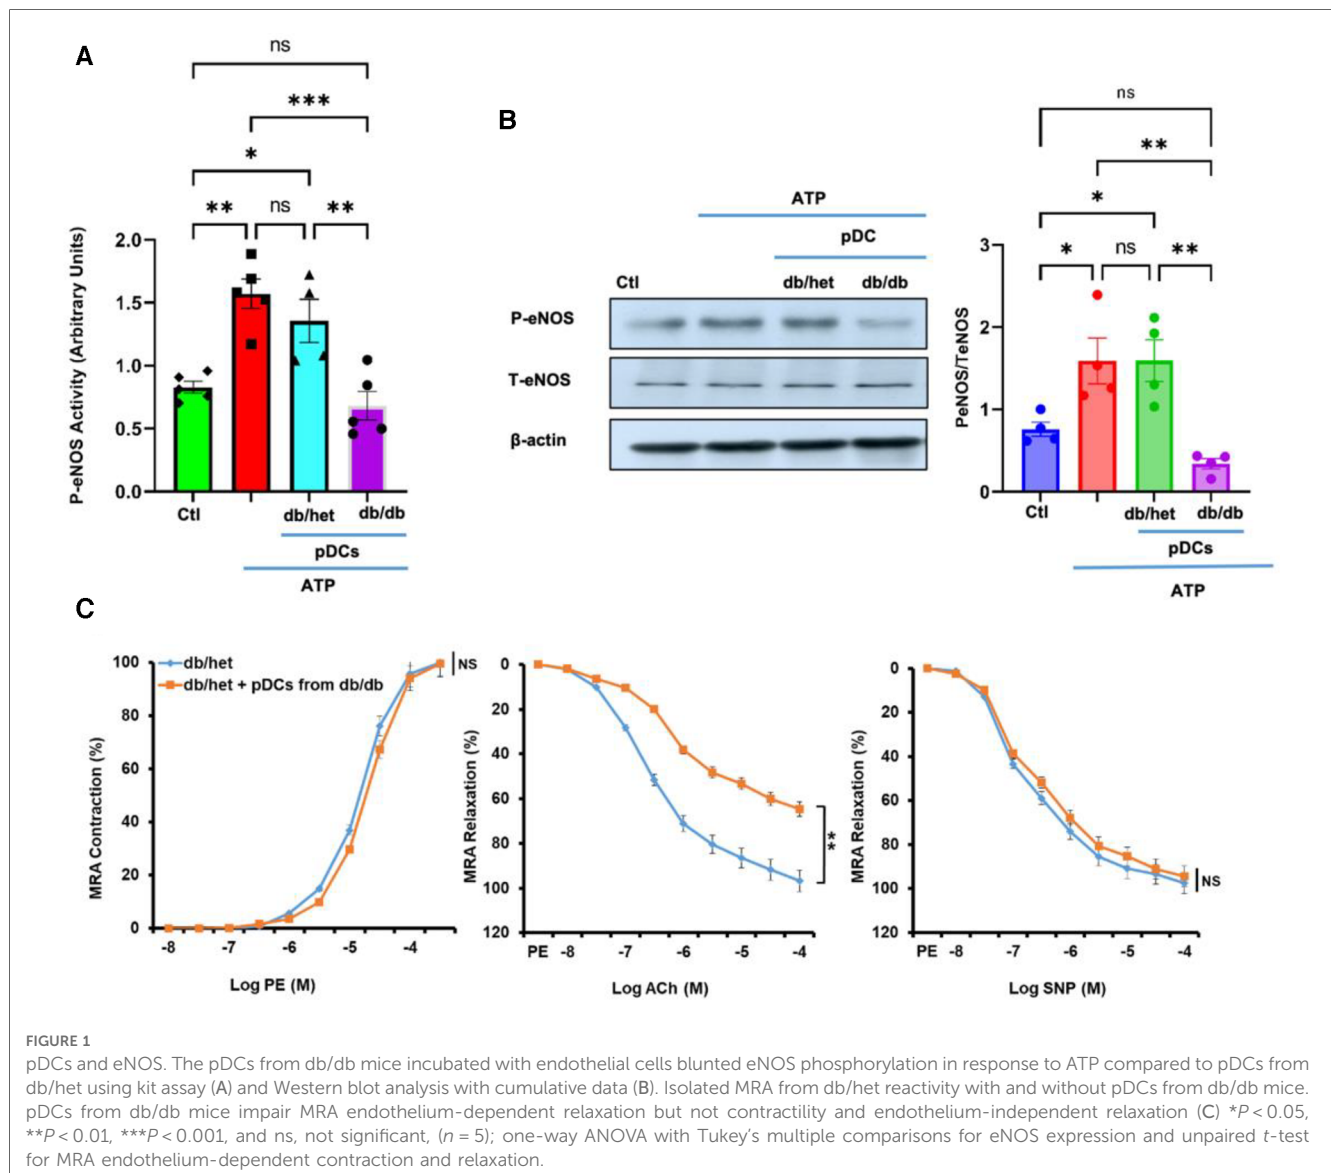 A
ns
***
*
** ns **
P-eNOS Activity (Arbitrary Units)
2.0
1.5
1.0
0.5
0.0
Ctl db/het db/db
pDCs
ATP
B
ATP
pDC
Ctl db/het db/db
P-eNOS
T-eNOS
β-actin
ns
**
*
* ns **
PeNOS/TeNOS
3
2
1
0
Ctl db/het db/db
pDCs
ATP
C
db/het
db/het + pDCs from db/db
NS
MRA Contraction (%)
100
80
60
40
20
0
-8 -7 -6 -5 -4
Log PE (M)
MRA Relaxation (%)
0
20
40
60
80
100
120
**
PE -8 -7 -6 -5 -4
Log ACh (M)
MRA Relaxation (%)
0
20
40
60
80
100
120
NS
PE -8 -7 -6 -5 -4
Log SNP (M)
FIGURE 1
pDCs and eNOS. The pDCs from db/db mice incubated with endothelial cells blunted eNOS phosphorylation in response to ATP compared to pDCs from
db/het using kit assay (A) and Western blot analysis with cumulative data (B). Isolated MRA from db/het reactivity with and without pDCs from db/db mice.
pDCs from db/db mice impair MRA endothelium-dependent relaxation but not contractility and endothelium-independent relaxation (C) *P < 0.05,
**P < 0.01, ***P < 0.001, and ns, not significant, (n = 5); one-way ANOVA with Tukey's multiple comparisons for eNOS expression and unpaired t-test
for MRA endothelium-dependent contraction and relaxation.